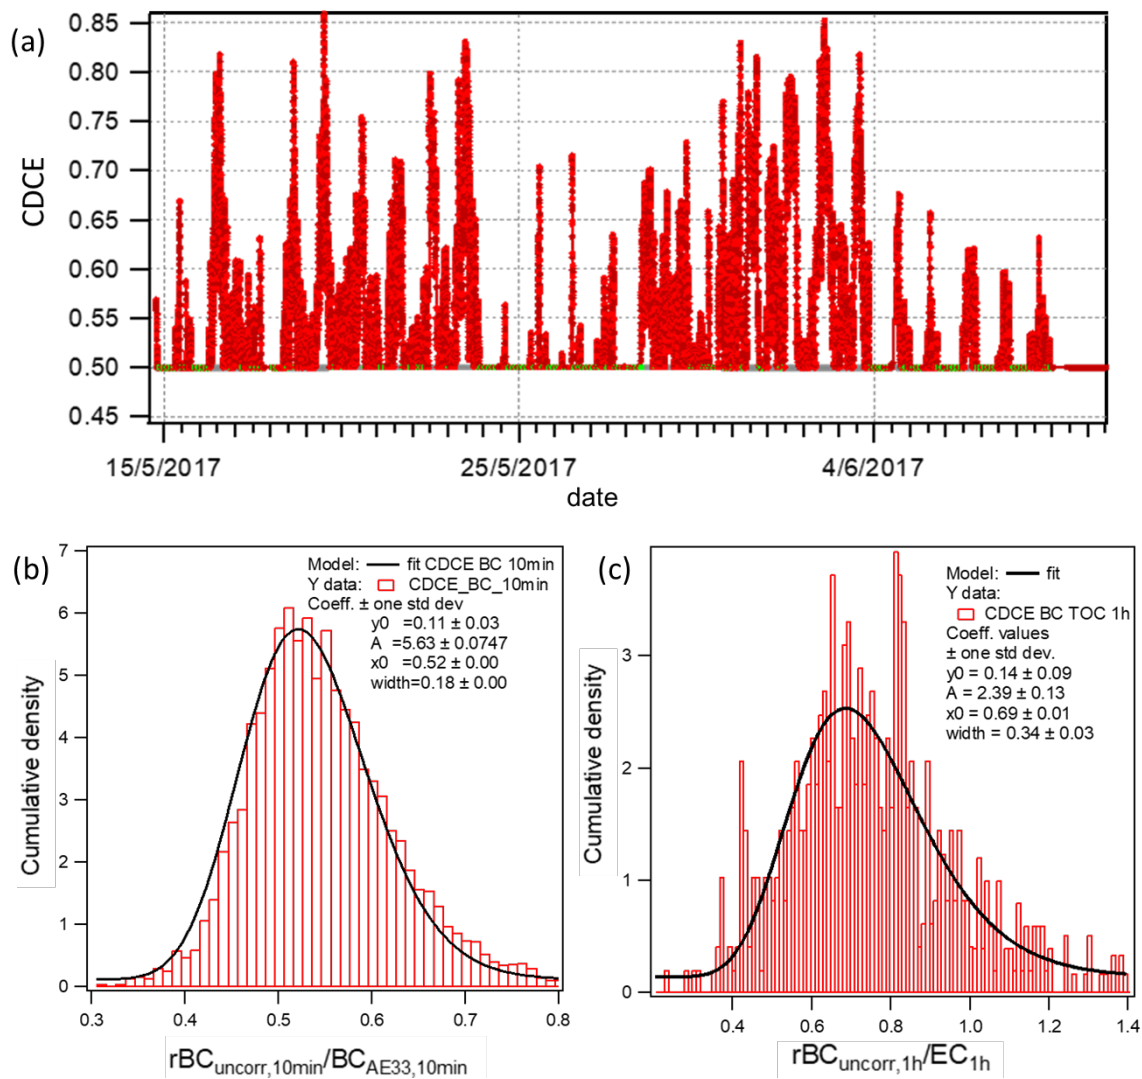 (a)
CDCE
0.85
0.80
0.75
0.70
0.65
0.60
0.55
0.50
0.45
15/5/2017 25/5/2017 4/6/2017
date
(b)
Cumulative density
7
6
5
4
3
2
1
0
Model: fit CDCE BC 10min
Y data: CDCE_BC_10min
Coeff. ± one std dev
y0 =0.11 ± 0.03
A =5.63 ± 0.0747
x0 =0.52 ± 0.00
width=0.18 ± 0.00
0.3 0.4 0.5 0.6 0.7 0.8
rBCuncorr,10min/BCAE33,10min
(c)
Cumulative density
3
2
1
0
Model: fit
Y data:
CDCE BC TOC 1h
Coeff. values
± one std dev.
y0 = 0.14 ± 0.09
A = 2.39 ± 0.13
x0 = 0.69 ± 0.01
width = 0.34 ± 0.03
0.4 0.6 0.8 1.0 1.2 1.4
rBCuncorr,1h/EC1h